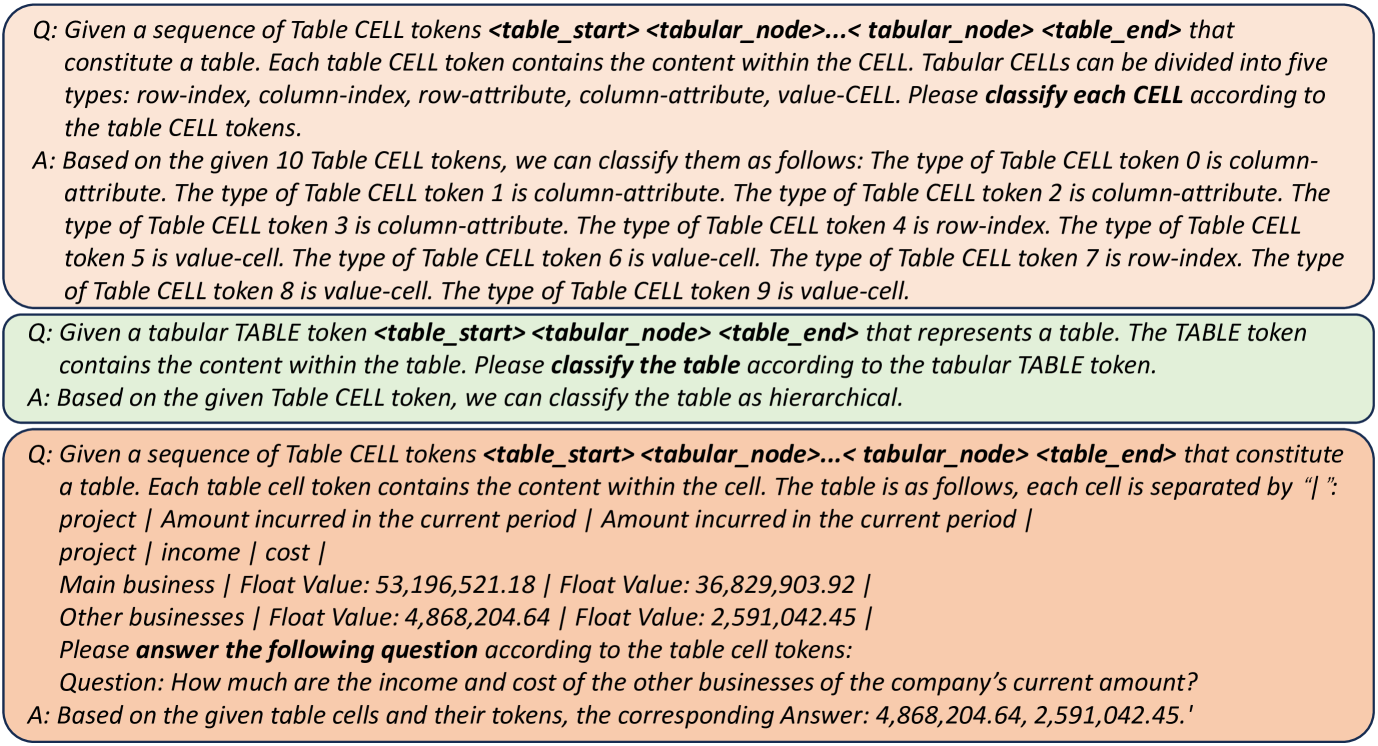 Q: Given a sequence of Table CELL tokens <table_start> <tabular_node>...< tabular_node> <table_end> that
constitute a table. Each table CELL token contains the content within the CELL. Tabular CELLs can be divided into five
types: row-index, column-index, row-attribute, column-attribute, value-CELL. Please classify each CELL according to
the table CELL tokens.
A: Based on the given 10 Table CELL tokens, we can classify them as follows: The type of Table CELL token 0 is column-
attribute. The type of Table CELL token 1 is column-attribute. The type of Table CELL token 2 is column-attribute. The
type of Table CELL token 3 is column-attribute. The type of Table CELL token 4 is row-index. The type of Table CELL
token 5 is value-cell. The type of Table CELL token 6 is value-cell. The type of Table CELL token 7 is row-index. The type
of Table CELL token 8 is value-cell. The type of Table CELL token 9 is value-cell.
Q: Given a tabular TABLE token <table_start> <tabular_node> <table_end> that represents a table. The TABLE token
contains the content within the table. Please classify the table according to the tabular TABLE token.
A: Based on the given Table CELL token, we can classify the table as hierarchical.
Q: Given a sequence of Table CELL tokens <table_start> <tabular_node>...< tabular_node> <table_end> that constitute
a table. Each table cell token contains the content within the cell. The table is as follows, each cell is separated by “| ”:
project | Amount incurred in the current period | Amount incurred in the current period |
project | income | cost |
Main business | Float Value: 53,196,521.18 | Float Value: 36,829,903.92 |
Other businesses | Float Value: 4,868,204.64 | Float Value: 2,591,042.45 |
Please answer the following question according to the table cell tokens:
Question: How much are the income and cost of the other businesses of the company’s current amount?
A: Based on the given table cells and their tokens, the corresponding Answer: 4,868,204.64, 2,591,042.45.'